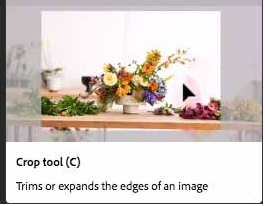 Crop tool (C)
Trims or expands the edges of an image